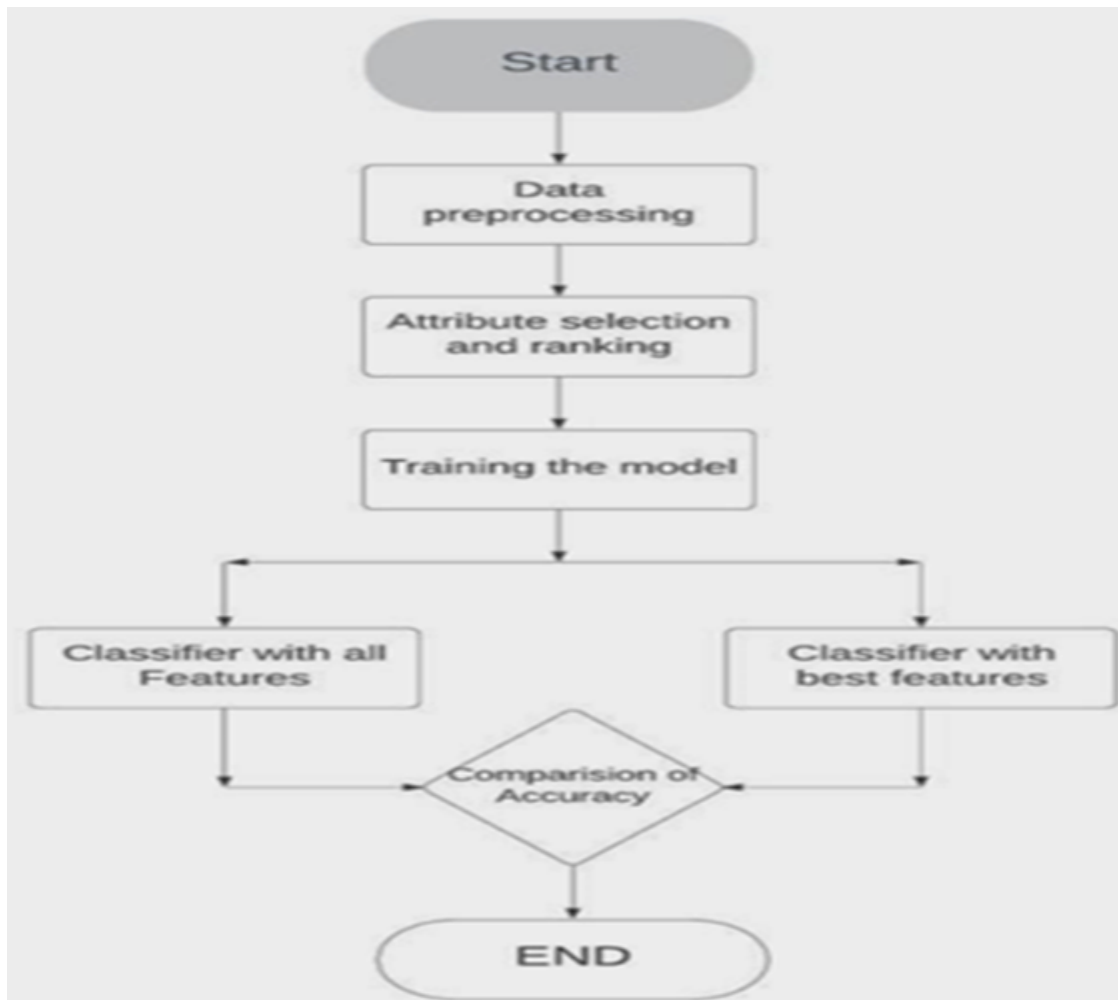 Start
Data
preprocessing
Attribute selection
and ranking
Training the model
Classifier with all
Features
Classifier with
best features
Comparision of
Accuracy
END